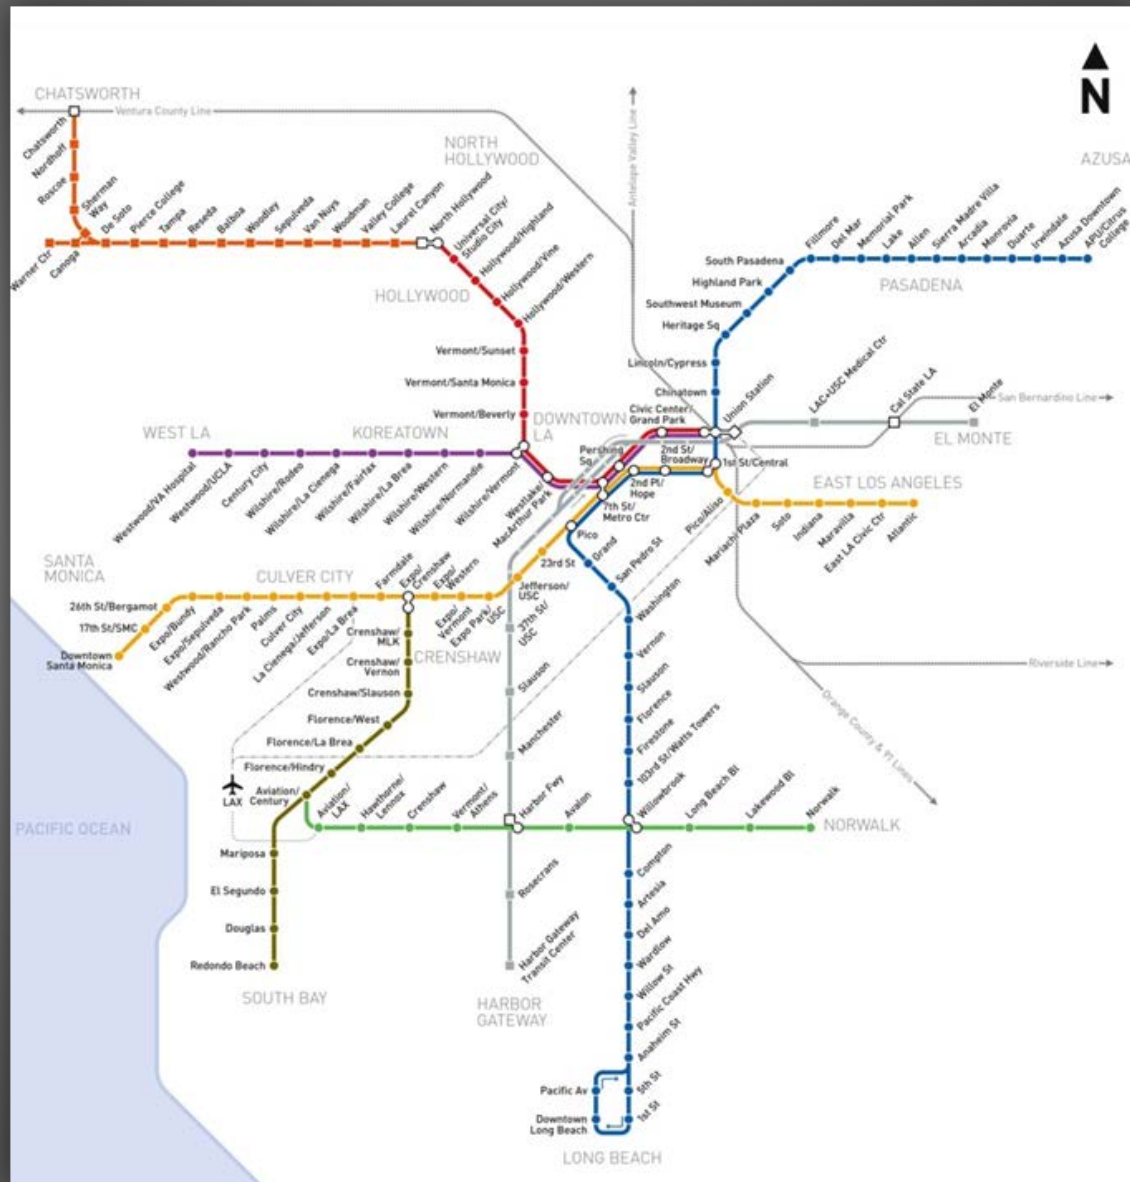 N
CHATSWORTH
Venture County Line
Antelope Valley Line
NORTH
HOLLYWOOD
AZUSA
Chatsworth
Nordhoff
Roscoe
Sherman
Way
Warner Ctr
Canoga
De Soto
Pierce College
Tampa
Reseda
Balboa
Woodley
Sepulveda
Van Nuys
Woodman
Valley College
Laurel Canyon
North Hollywood
Universal City/
Studio City
Hollywood/Highland
Hollywood/Vine
Hollywood/Western
HOLLYWOOD
Vermont/Sunset
Vermont/Santa Monica
Vermont/Beverly
Fillmore
Del Mar
Memorial Park
Lake
Allen
Sierra Madre Villa
Arcadia
Monrovia
Duarte
Irwindale
Azusa Downtown
APU/Citrus
College
South Pasadena
Highland Park
Southwest Museum
Heritage Sq
Lincoln/Cypress
Chinatown
PASADENA
LAC+USC Medical Ctr
Cal State LA
El Monte
San Bernardino Line
EL MONTE
Union Station
Civic Center/
Grand Park
DOWNTOWN
LA
WEST LA
KOREATOWN
Westwood/VA Hospital
Westwood/UCLA
Century City
Wilshire/Rodeo
Wilshire/La Cienega
Wilshire/Fairfax
Wilshire/La Brea
Wilshire/Western
Wilshire/Normandie
Wilshire/Vermont
Westlake/
MacArthur Park
Pershing
Sq
2nd St/
Broadway
1st St/Central
2nd Pl/
Hope
7th St/
Metro Ctr
Pico
EAST LOS ANGELES
Pico/Aliso
Mariachi Plaza
Soto
Indiana
Maravilla
East LA Civic Ctr
Atlantic
SANTA
MONICA
CULVER CITY
26th St/Bergamot
17th St/SMC
Downtown
Santa Monica
Expo/Bundy
Expo/Sepulveda
Westwood/Rancho Park
Palms
Culver City
La Cienega/Jefferson
Expo/La Brea
Farmdale
Expo/
Crenshaw
Expo/
Western
Expo/
Vermont
Expo Park/
USC
Jefferson/
USC
23rd St
37th St/
USC
Grand
San Pedro St
Washington
Vernon
Slauson
Florence
Firestone
103rd St/Watts Towers
Willowbrook
Crenshaw/
MLK
Crenshaw/
Vernon
CRENSHAW
Crenshaw/Slauson
Florence/West
Florence/La Brea
Florence/Hindry
Aviation/
Century
LAX
Slauson
Manchester
Harbor Fwy
Riverside Line
Orange County & 91 Lines
PACIFIC OCEAN
Aviation/
LAX
Hawthorne/
Lennox
Crenshaw
Vermont/
Athens
Avalon
Long Beach Bl
Lakewood Bl
Norwalk
NORWALK
Mariposa
El Segundo
Douglas
Redondo Beach
SOUTH BAY
Rosecrans
Harbor Gateway
Transit Center
HARBOR
GATEWAY
Compton
Artesia
Del Amo
Wardlow
Willow St
Pacific Coast Hwy
Anaheim St
5th St
1st St
Pacific Av
Downtown
Long Beach
LONG BEACH